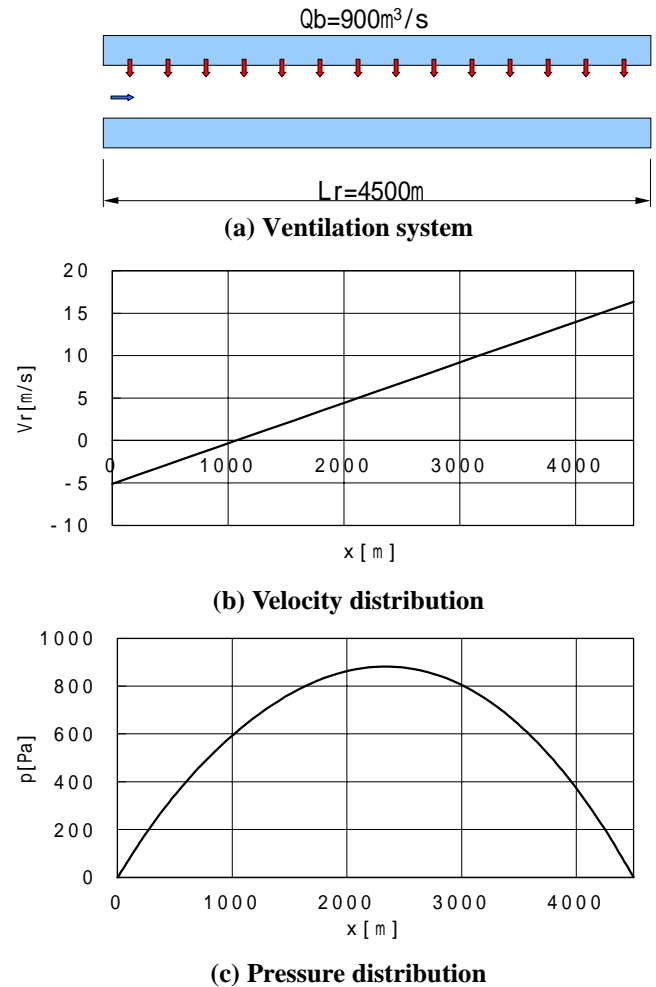 Qb=900m³/s
Lr=4500m
(a) Ventilation system
20
15
10
5
0
-5
-10
0 1000 2000 3000 4000
Vr[m/s]
x[m]
(b) Velocity distribution
1000
800
600
400
200
0
0 1000 2000 3000 4000
p[Pa]
x[m]
(c) Pressure distribution